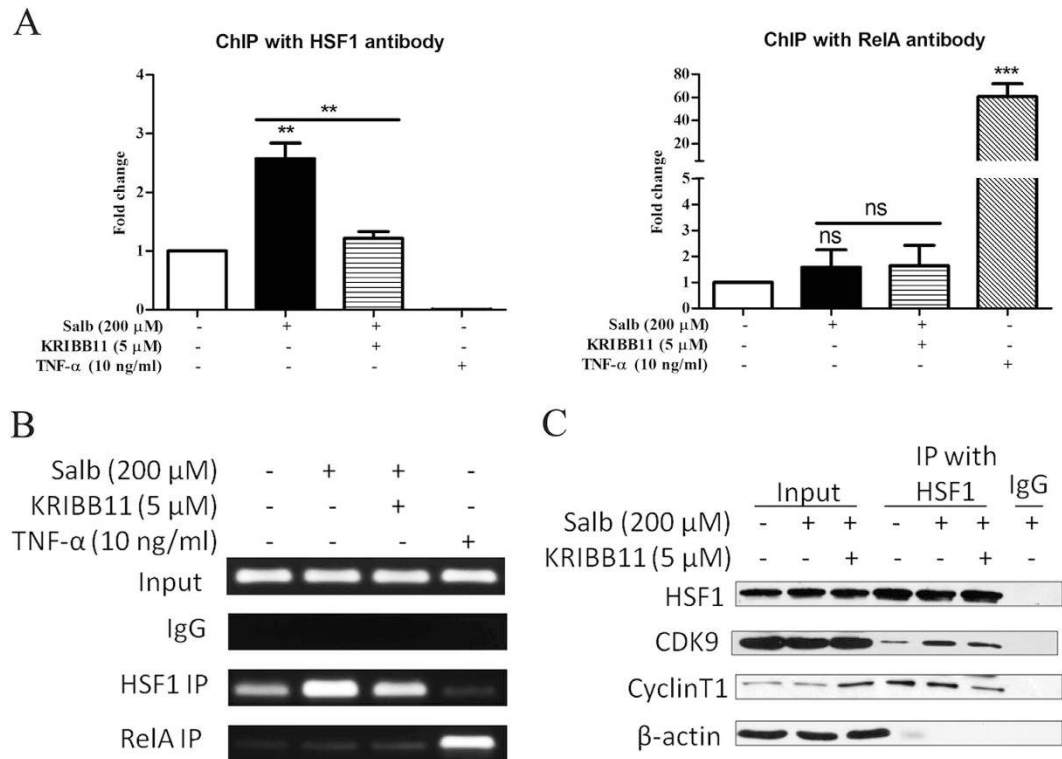 A
ChIP with HSF1 antibody
Fold change
4
3
2
1
0
**
**
Salb (200 μM) - + + -
KRIBB11 (5 μM) - - + -
TNF-α (10 ng/ml) - - - +
ChIP with RelA antibody
Fold change
80
60
40
20
5
4
3
2
1
0
ns
ns
***
Salb (200 μM) - + + -
KRIBB11 (5 μM) - - + -
TNF-α (10 ng/ml) - - - +
B
Salb (200 μM) - + + -
KRIBB11 (5 μM) - - + -
TNF-α (10 ng/ml) - - - +
Input
IgG
HSF1 IP
RelA IP
C
Input IP with HSF1 IgG
Salb (200 μM) - + + - + + +
KRIBB11 (5 μM) - - + - - + -
HSF1
CDK9
CyclinT1
β-actin